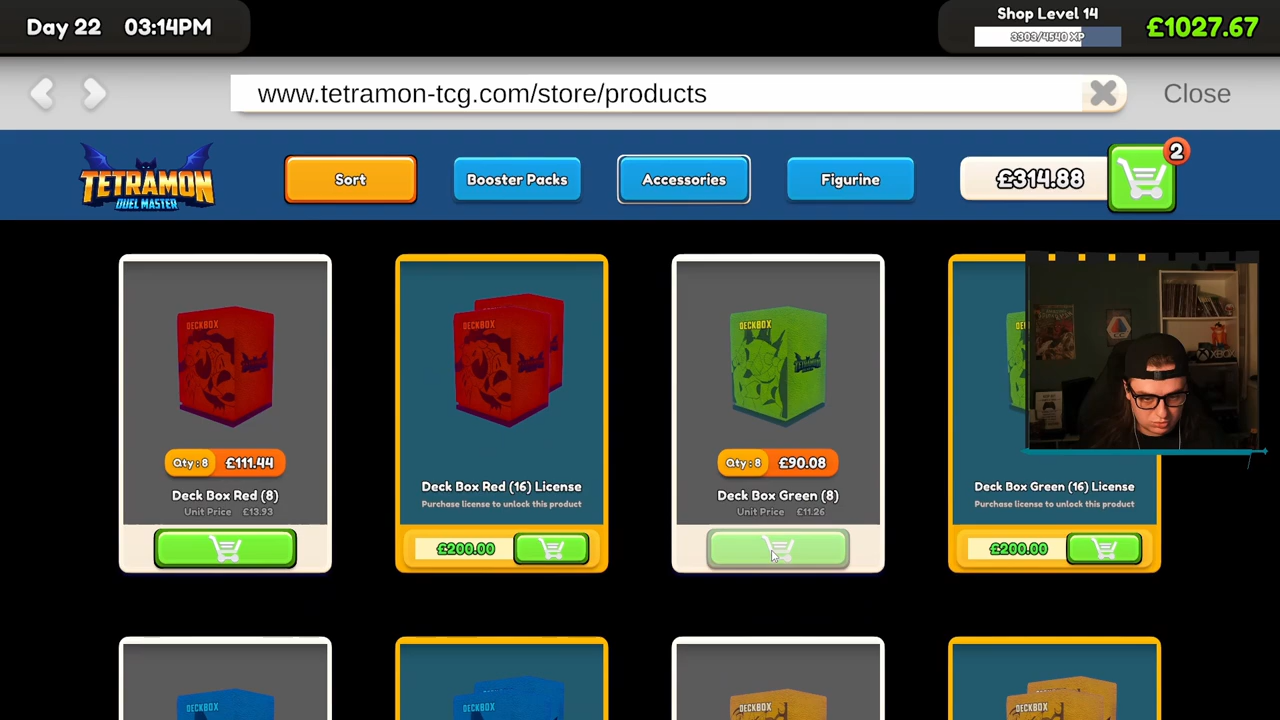 Day 22 03:14PM
Shop Level 14
3303/4540 XP
£1027.67
www.tetramon-tcg.com/store/products
Close
TETRAMON
DUEL MASTER
Sort
Booster Packs
Accessories
Figurine
£314.88
2
DECKBOX
Qty : 8 £111.44
Deck Box Red (8)
Unit Price £13.93
DECKBOX
Deck Box Red (16) License
Purchase license to unlock this product
£200.00
DECKBOX
Qty : 8 £90.08
Deck Box Green (8)
Unit Price £11.26
Deck Box Green (16) License
Purchase license to unlock this product
£200.00
XBOX
DECKBOX
DECKBOX
DECKBOX
DECKBOX